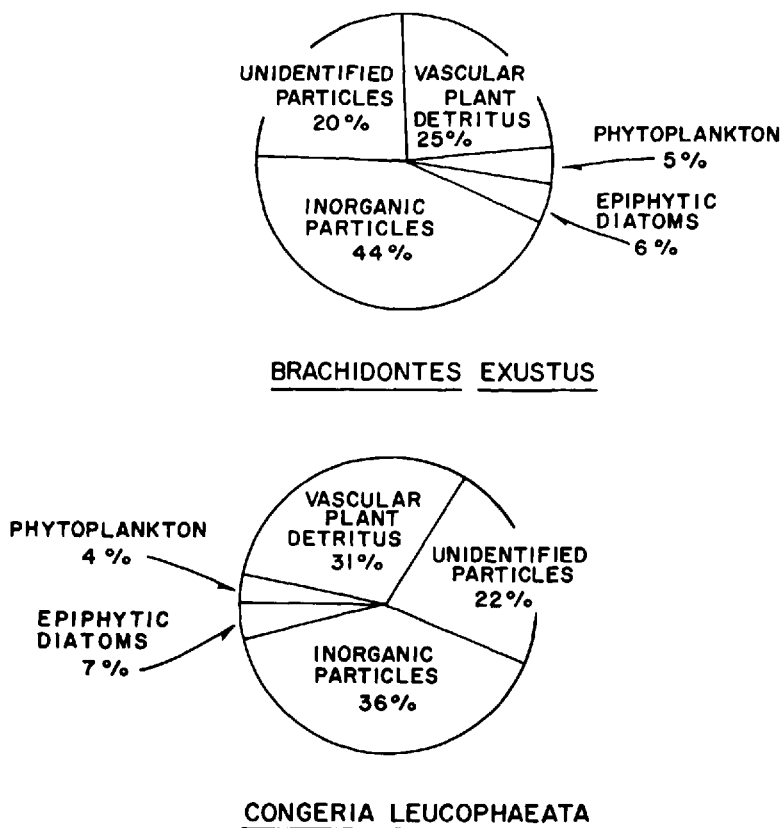 UNIDENTIFIED
PARTICLES
20%
VASCULAR
PLANT
DETRITUS
25%
PHYTOPLANKTON
5%
EPIPHYTIC
DIATOMS
6%
INORGANIC
PARTICLES
44%
BRACHIDONTES EXUSTUS
PHYTOPLANKTON
4%
VASCULAR
PLANT
DETRITUS
31%
UNIDENTIFIED
PARTICLES
22%
EPIPHYTIC
DIATOMS
7%
INORGANIC
PARTICLES
36%
CONGERIA LEUCOPHAEATA